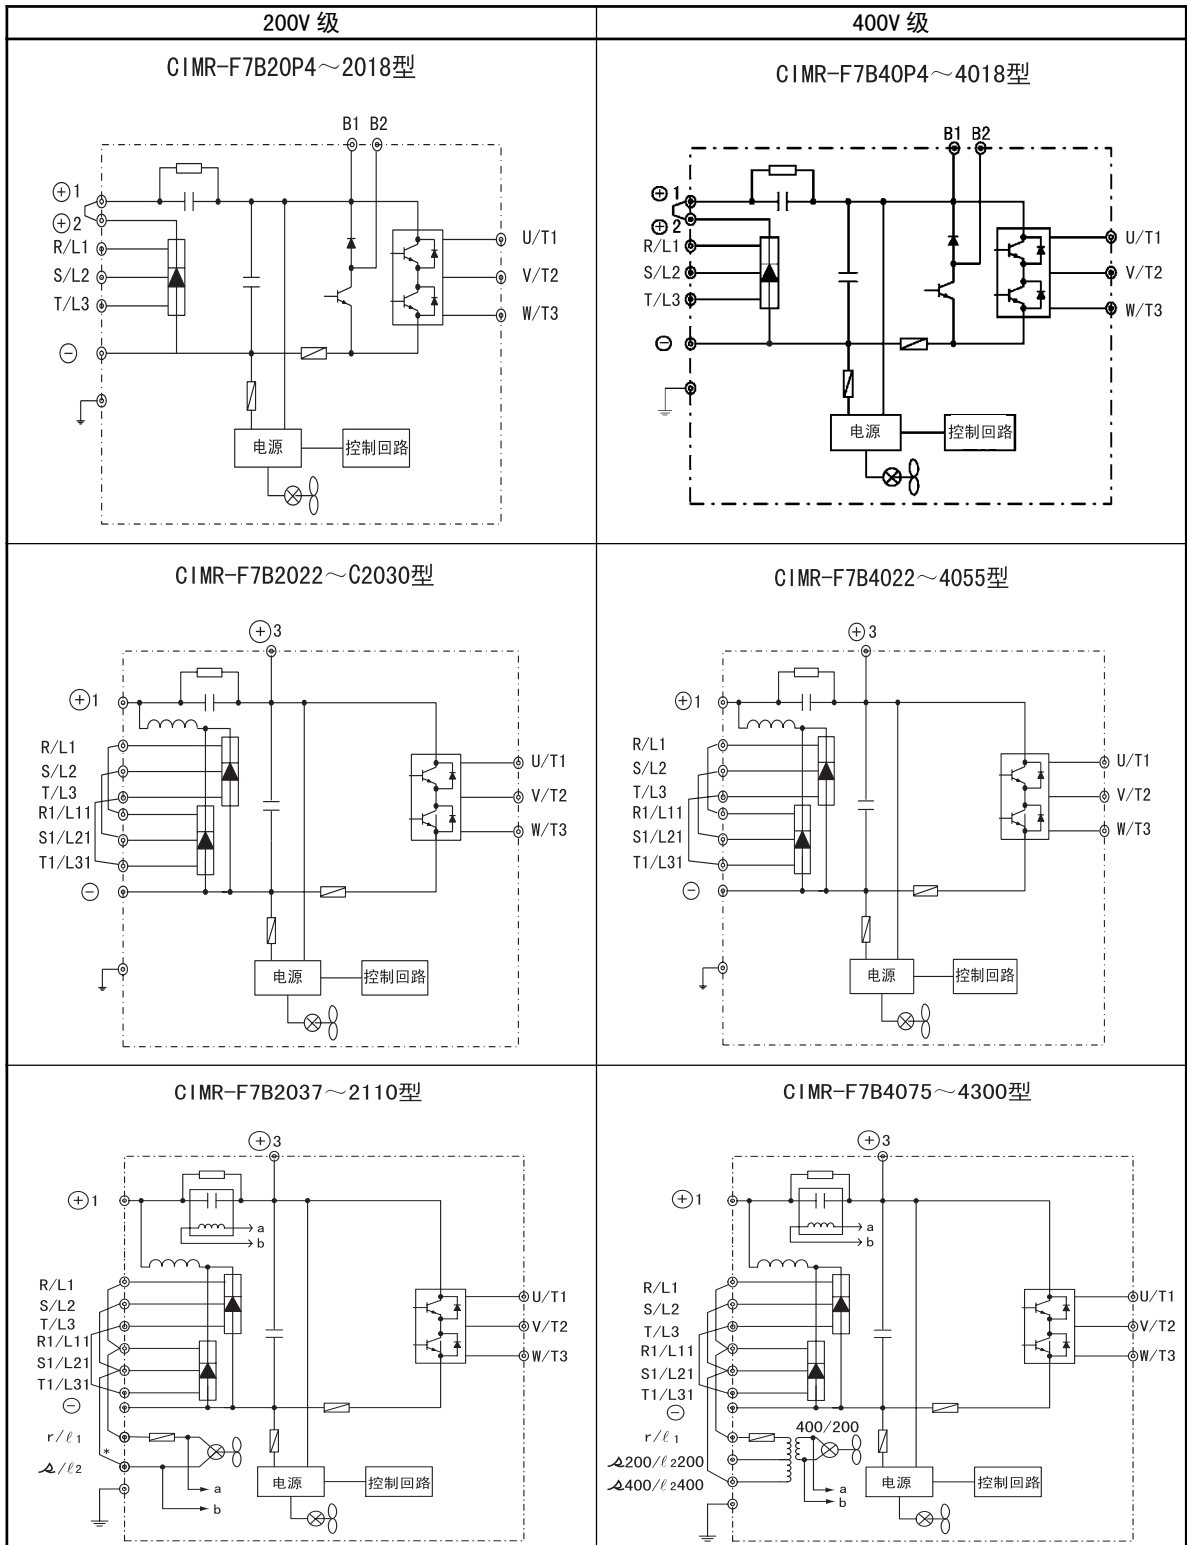 200V 级
400V 级
CIMR-F7B20P4～2018型
B1 B2
⊕1
⊕2
R/L1
S/L2
T/L3
⊖
U/T1
V/T2
W/T3
电源
控制回路
CIMR-F7B40P4～4018型
B1 B2
⊕1
⊕2
R/L1
S/L2
T/L3
⊖
U/T1
V/T2
W/T3
电源
控制回路
CIMR-F7B2022～C2030型
⊕3
⊕1
R/L1
S/L2
T/L3
R1/L11
S1/L21
T1/L31
⊖
U/T1
V/T2
W/T3
电源
控制回路
CIMR-F7B4022～4055型
⊕3
⊕1
R/L1
S/L2
T/L3
R1/L11
S1/L21
T1/L31
⊖
U/T1
V/T2
W/T3
电源
控制回路
CIMR-F7B2037～2110型
⊕3
⊕1
a
b
R/L1
S/L2
T/L3
R1/L11
S1/L21
T1/L31
⊖
r/ℓ1
*
s/ℓ2
a
b
U/T1
V/T2
W/T3
电源
控制回路
CIMR-F7B4075～4300型
⊕3
⊕1
a
b
R/L1
S/L2
T/L3
R1/L11
S1/L21
T1/L31
⊖
400/200
r/ℓ1
s200/ℓ2200
s400/ℓ2400
a
b
U/T1
V/T2
W/T3
电源
控制回路